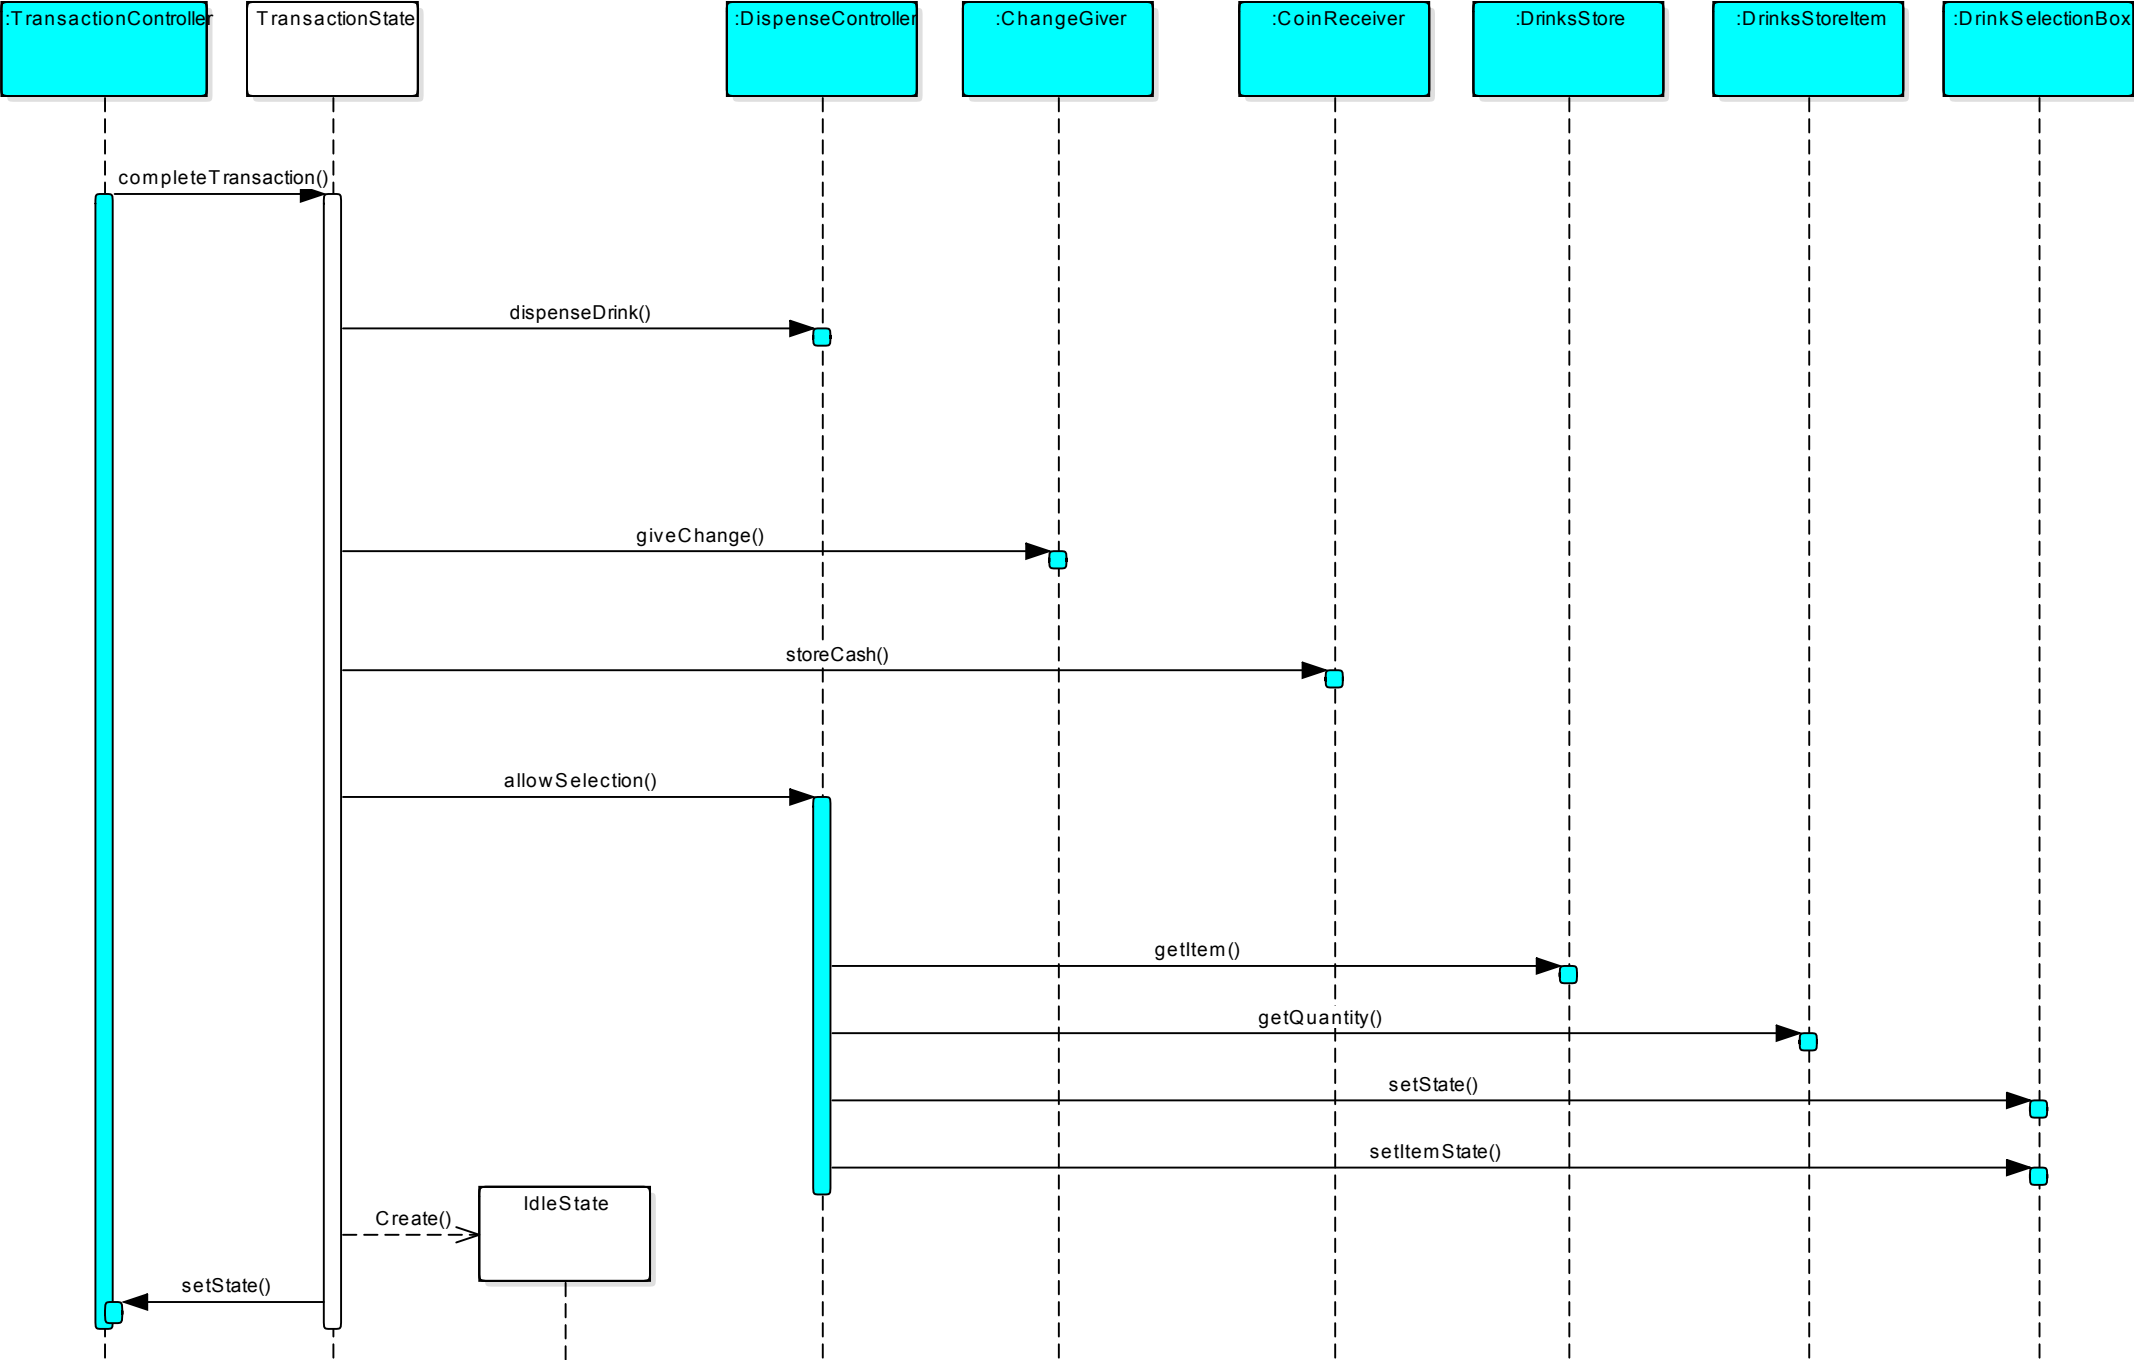 :TransactionController
TransactionState
:DispenseController
:ChangeGiver
:CoinReceiver
:DrinksStore
:DrinksStoreItem
:DrinkSelectionBox
completeTransaction()
dispenseDrink()
giveChange()
storeCash()
allowSelection()
getItem()
getQuantity()
setState()
setItemState()
IdleState
Create()
setState()